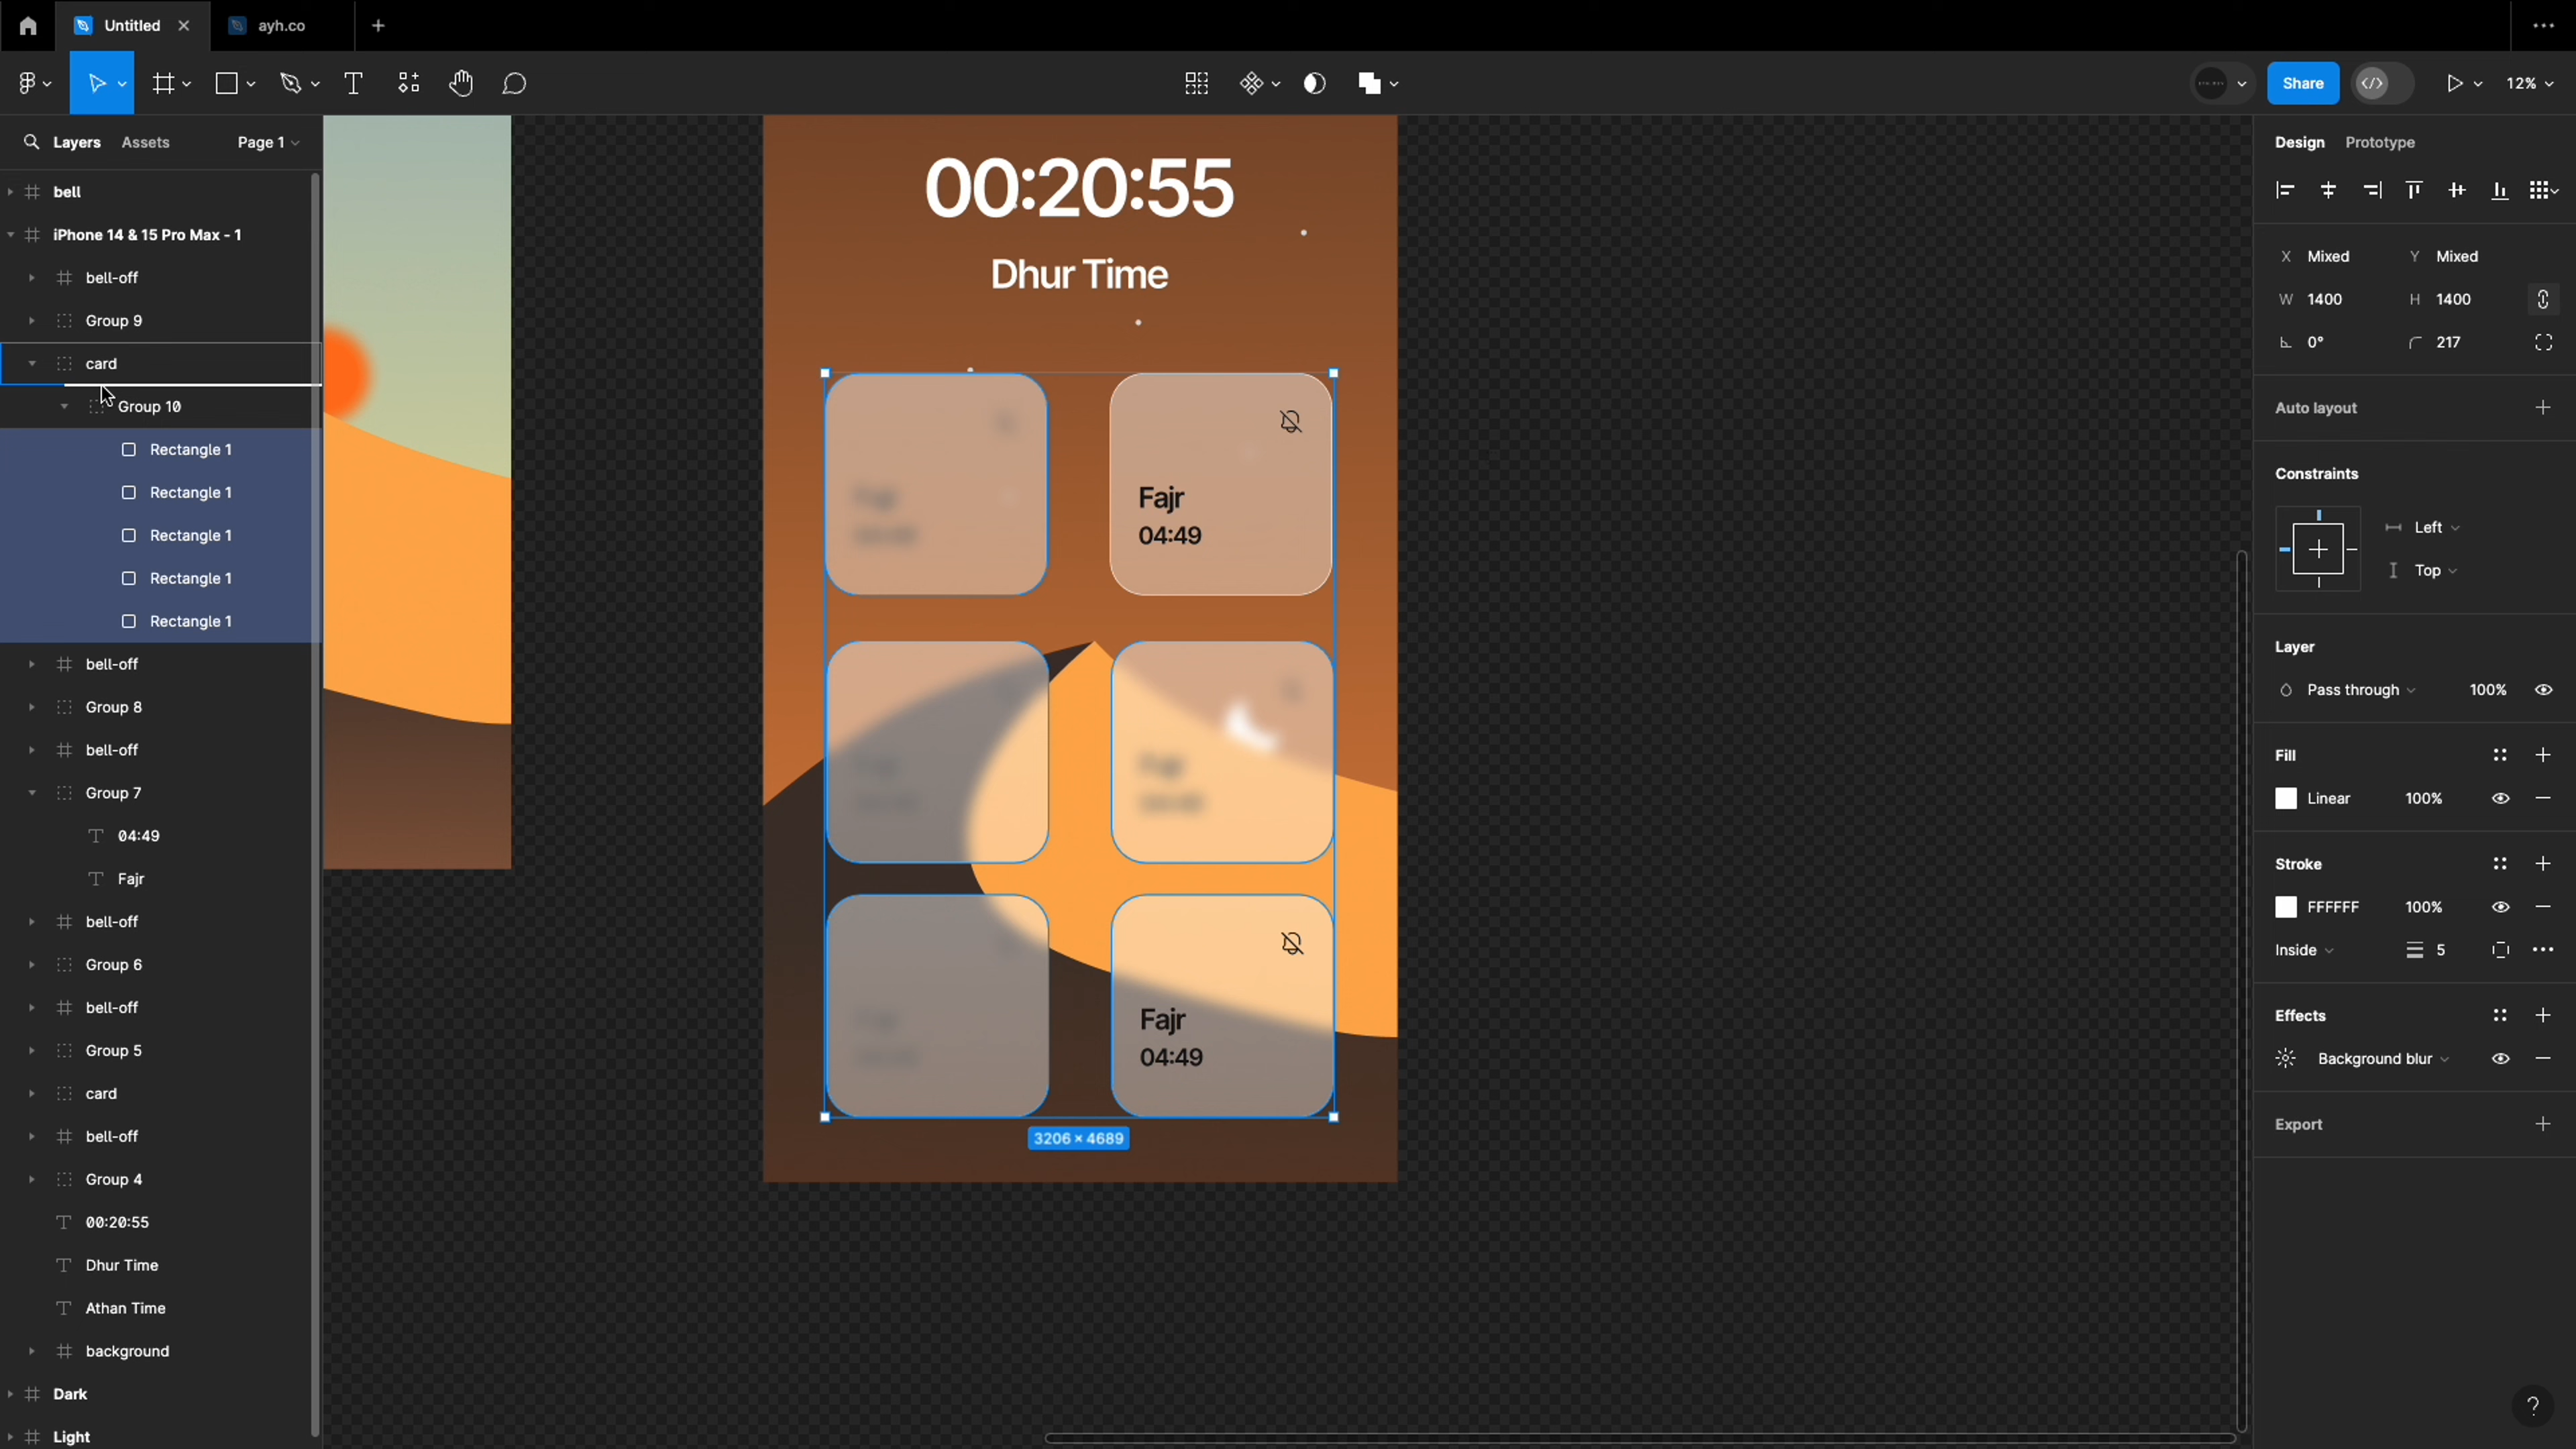 Untitled
ayh.co
Share
12%
Layers
Assets
Page 1
bell
iPhone 14 & 15 Pro Max - 1
bell-off
Group 9
card
Group 10
Rectangle 1
Rectangle 1
Rectangle 1
Rectangle 1
Rectangle 1
bell-off
Group 8
bell-off
Group 7
04:49
Fajr
bell-off
Group 6
bell-off
Group 5
card
bell-off
Group 4
00:20:55
Dhur Time
Athan Time
background
Dark
Light
00:20:55
Dhur Time
Fajr
04:49
Fajr
04:49
3206 × 4689
Design
Prototype
X Mixed
Y Mixed
W 1400
H 1400
0°
217
Auto layout
Constraints
Left
Top
Layer
Pass through
100%
Fill
Linear
100%
Stroke
FFFFFF
100%
Inside
5
Effects
Background blur
Export
?